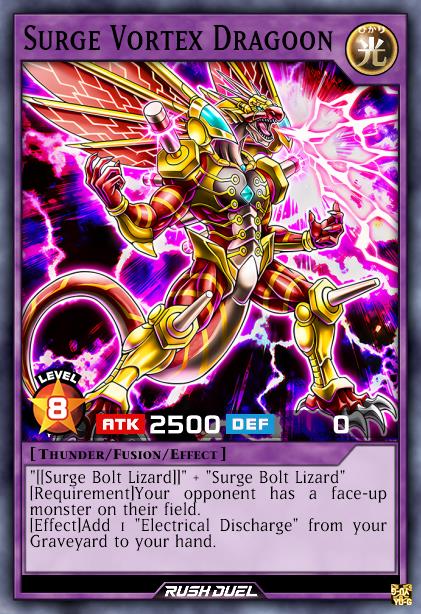 SURGE VORTEX DRAGOON
ひかり
光
LEVEL
8
ATK 2500 DEF 0
[ THUNDER/FUSION/EFFECT ]
"[[Surge Bolt Lizard]]" + "Surge Bolt Lizard"
[Requirement]Your opponent has a face-up
monster on their field.
[Effect]Add 1 "Electrical Discharge" from your
Graveyard to your hand.
RUSH DUEL